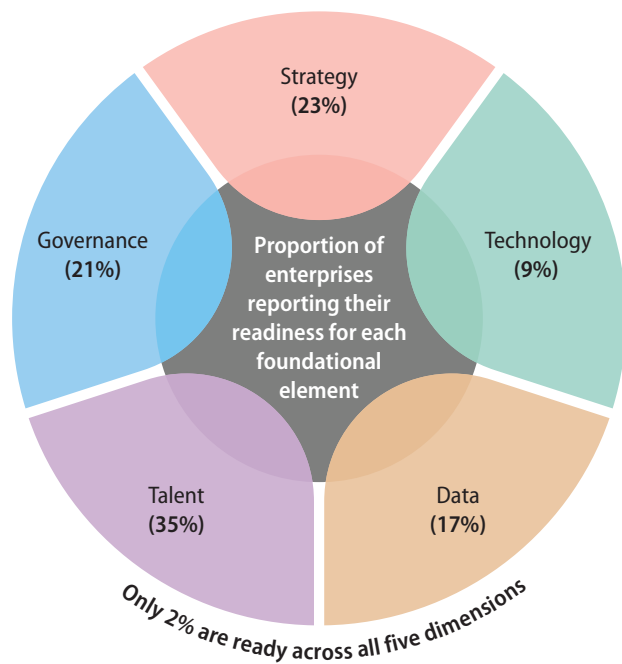 Strategy
(23%)
Governance
(21%)
Technology
(9%)
Proportion of
enterprises
reporting their
readiness for each
foundational
element
Talent
(35%)
Data
(17%)
Only 2% are ready across all five dimensions